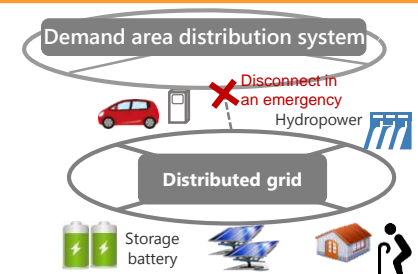 Demand area distribution system
Disconnect in
an emergency
Hydropower
Distributed grid
Storage
battery